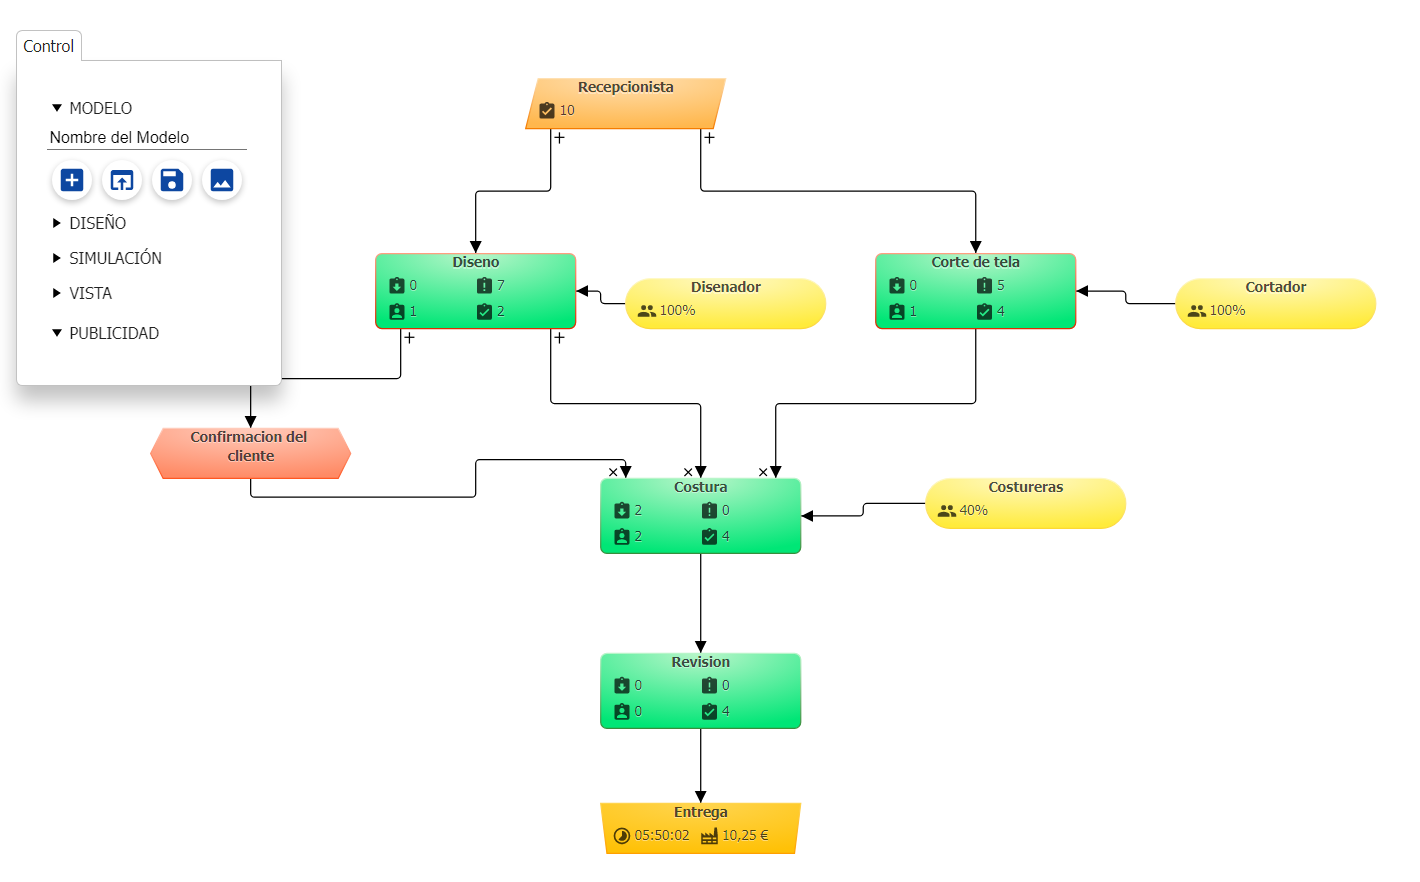 Control
MODELO
Nombre del Modelo
DISEÑO
SIMULACIÓN
VISTA
PUBLICIDAD
Recepcionista
10
+
+
Diseno
0 7
1 2
Disenador
100%
Corte de tela
0 5
1 4
Cortador
100%
+
+
Confirmacion del
cliente
× × ×
Costura
2 0
2 4
Costureras
40%
Revision
0 0
0 4
Entrega
05:50:02 10,25 €